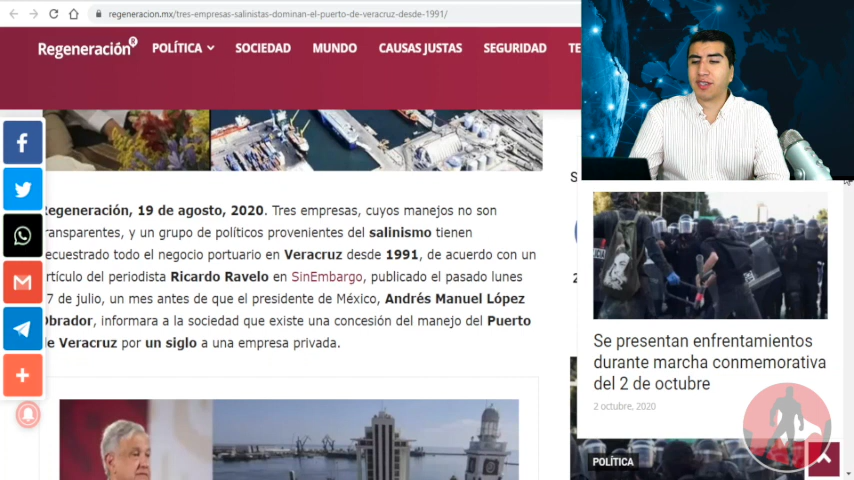 regeneracion.mx/tres-empresas-salinistas-dominan-el-puerto-de-veracruz-desde-1991/
Regeneración R POLÍTICA SOCIEDAD MUNDO CAUSAS JUSTAS SEGURIDAD TE
S
Regeneración, 19 de agosto, 2020. Tres empresas, cuyos manejos no son
ransparentes, y un grupo de políticos provenientes del salinismo tienen
ecuestrado todo el negocio portuario en Veracruz desde 1991, de acuerdo con un
rtículo del periodista Ricardo Ravelo en SinEmbargo, publicado el pasado lunes
7 de julio, un mes antes de que el presidente de México, Andrés Manuel López
Obrador, informara a la sociedad que existe una concesión del manejo del Puerto
de Veracruz por un siglo a una empresa privada.
2
Se presentan enfrentamientos
durante marcha conmemorativa
del 2 de octubre
2 octubre, 2020
POLÍTICA